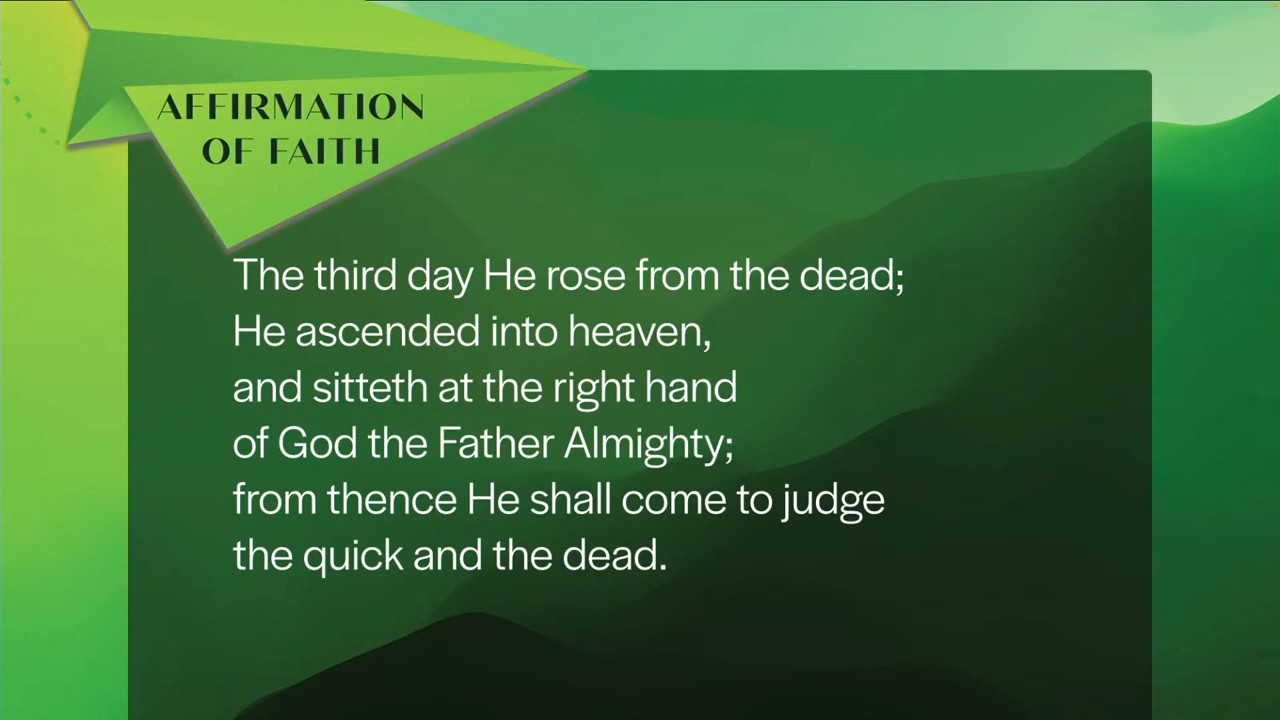 AFFIRMATION
OF FAITH
The third day He rose from the dead;
He ascended into heaven,
and sitteth at the right hand
of God the Father Almighty;
from thence He shall come to judge
the quick and the dead.